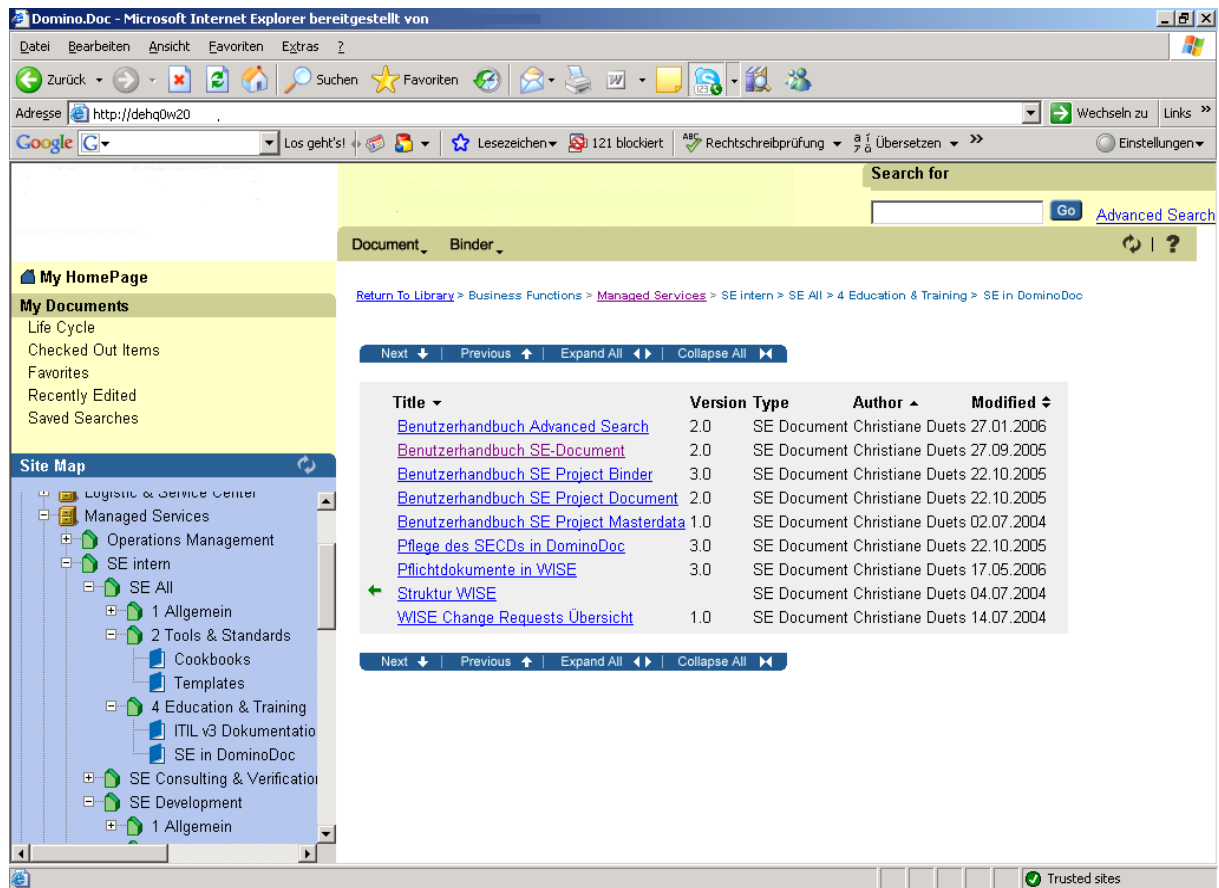 Domino.Doc - Microsoft Internet Explorer bereitgestellt von
Datei Bearbeiten Ansicht Favoriten Extras ?
Zurück Suchen Favoriten
Adresse http://dehq0w20 Wechseln zu Links »
Google G Los geht's! Lesezeichen 121 blockiert ABC Rechtschreibprüfung Übersetzen » Einstellungen
Search for
Go Advanced Search
Document Binder | ?
My HomePage
My Documents
Life Cycle
Checked Out Items
Favorites
Recently Edited
Saved Searches
Site Map
Logistic & Service Center
Managed Services
Operations Management
SE intern
SE All
1 Allgemein
2 Tools & Standards
Cookbooks
Templates
4 Education & Training
ITIL v3 Dokumentatio
SE in DominoDoc
SE Consulting & Verification
SE Development
1 Allgemein
Return To Library > Business Functions > Managed Services > SE intern > SE All > 4 Education & Training > SE in DominoDoc
Next | Previous | Expand All | Collapse All
Title Version Type Author Modified
Benutzerhandbuch Advanced Search 2.0 SE Document Christiane Duets 27.01.2006
Benutzerhandbuch SE-Document 2.0 SE Document Christiane Duets 27.09.2005
Benutzerhandbuch SE Project Binder 3.0 SE Document Christiane Duets 22.10.2005
Benutzerhandbuch SE Project Document 2.0 SE Document Christiane Duets 22.10.2005
Benutzerhandbuch SE Project Masterdata 1.0 SE Document Christiane Duets 02.07.2004
Pflege des SECDs in DominoDoc 3.0 SE Document Christiane Duets 22.10.2005
Pflichtdokumente in WISE 3.0 SE Document Christiane Duets 17.05.2006
Struktur WISE SE Document Christiane Duets 04.07.2004
WISE Change Requests Übersicht 1.0 SE Document Christiane Duets 14.07.2004
Next | Previous | Expand All | Collapse All
Trusted sites